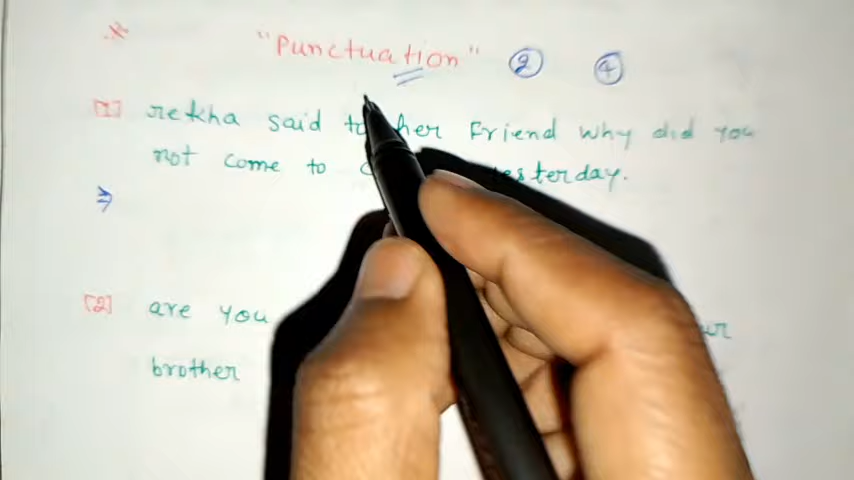 "Punctuation" 2 4
[1] rekha said to her Friend why did you
not come to yesterday.
⇒
[2] are you
brother